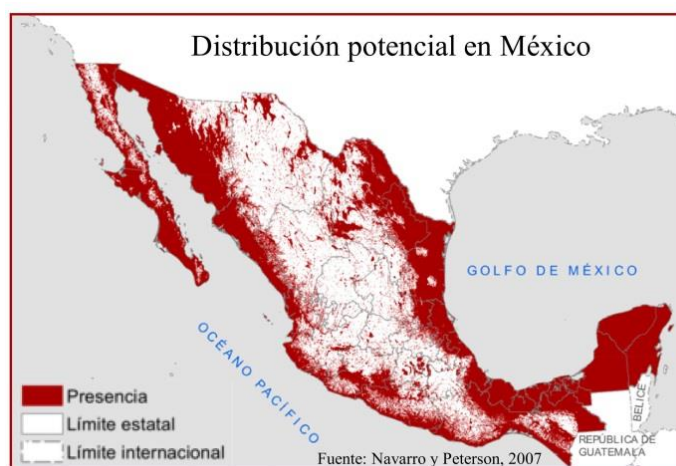 Distribución potencial en México
GOLFO DE MÉXICO
OCÉANO PACÍFICO
BELICE
Presencia
Límite estatal
Límite internacional
REPÚBLICA DE
GUATEMALA
Fuente: Navarro y Peterson, 2007